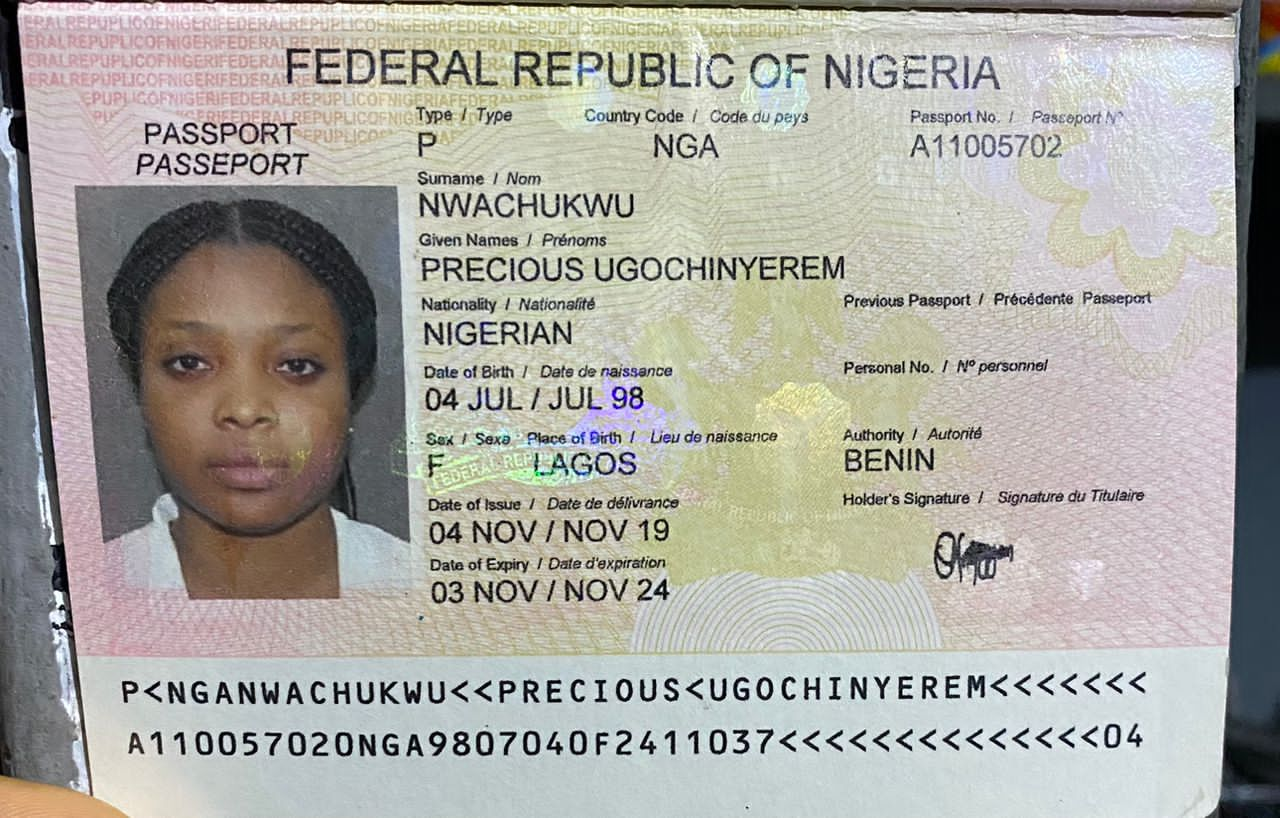 FEDERAL REPUBLIC OF NIGERIA
PASSPORT
PASSEPORT
Type / Type
P
Country Code / Code du pays
NGA
Passport No. / Passeport N°
A11005702
Surname / Nom
NWACHUKWU
Given Names / Prénoms
PRECIOUS UGOCHINYEREM
Nationality / Nationalité
NIGERIAN
Previous Passport / Précédente Passeport
Date of Birth / Date de naissance
04 JUL / JUL 98
Personal No. / Nº personnel
Sex / Sexe Place of Birth / Lieu de naissance
F LAGOS
Authority / Autorité
BENIN
Date of Issue / Date de délivrance
04 NOV / NOV 19
Holder's Signature / Signature du Titulaire
Date of Expiry / Date d'expiration
03 NOV / NOV 24
P<NGANWACHUKWU<<PRECIOUS<UGOCHINYEREM<<<<<<<
A110057020NGA9807040F2411037<<<<<<<<<<<<<<04